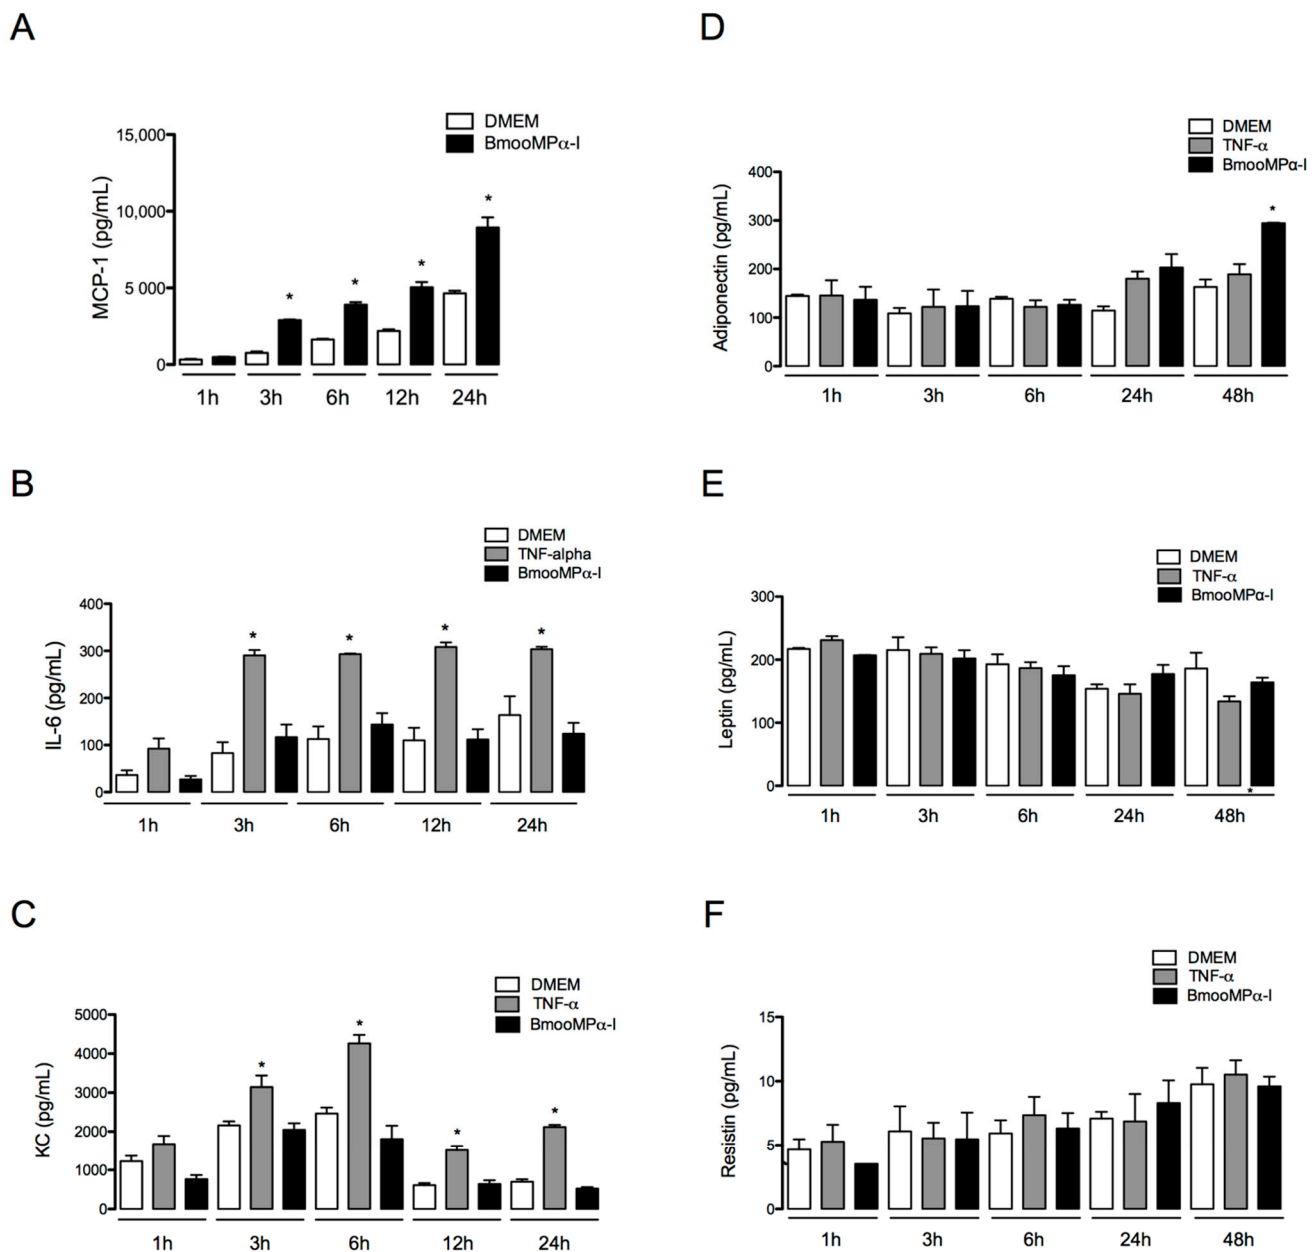 A
DMEM
BmooMPα-I
MCP-1 (pg/mL)
15,000
10,000
5 000
0
*
*
*
*
1h 3h 6h 12h 24h
B
DMEM
TNF-alpha
BmooMPα-I
IL-6 (pg/mL)
400
300
200
100
0
* * * *
1h 3h 6h 12h 24h
C
DMEM
TNF-α
BmooMPα-I
KC (pg/mL)
5000
4000
3000
2000
1000
0
*
*
*
*
1h 3h 6h 12h 24h
D
DMEM
TNF-α
BmooMPα-I
Adiponectin (pg/mL)
400
300
200
100
0
*
1h 3h 6h 24h 48h
E
DMEM
TNF-α
BmooMPα-I
Leptin (pg/mL)
300
200
100
0
*
1h 3h 6h 24h 48h
F
DMEM
TNF-α
BmooMPα-I
Resistin (pg/mL)
15
10
5
0
1h 3h 6h 24h 48h